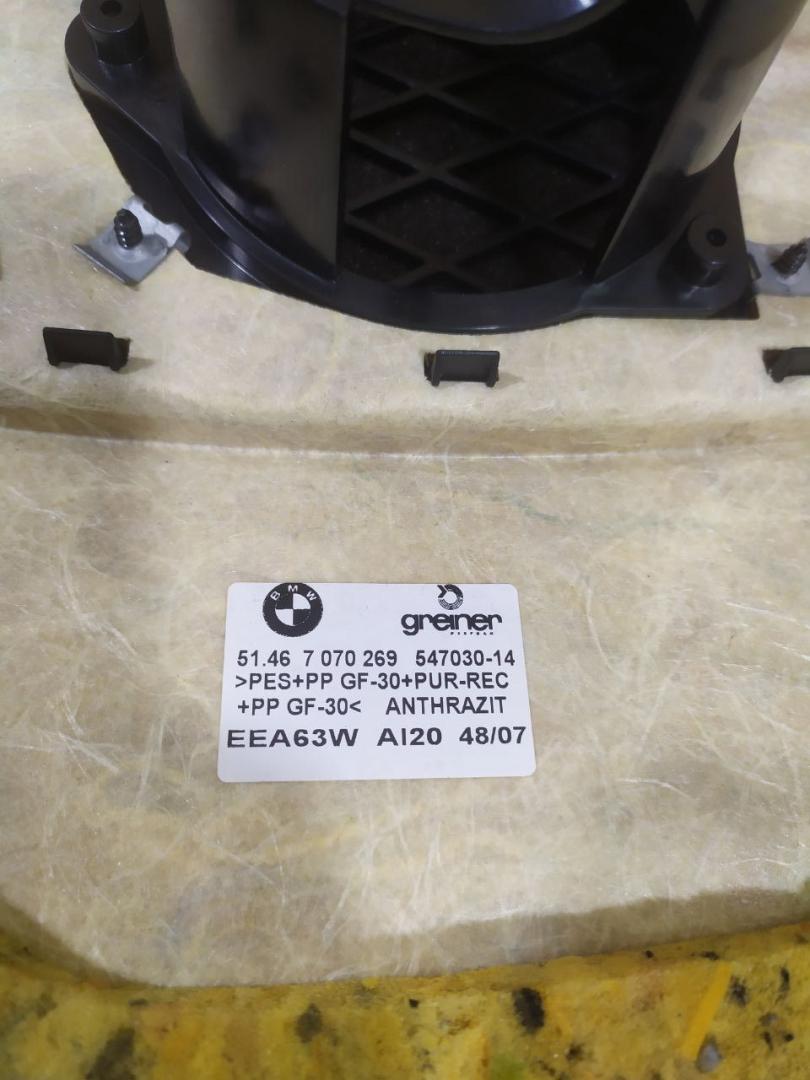 BMW greiner
51.46 7 070 269 547030-14
>PES+PP GF-30+PUR-REC
+PP GF-30< ANTHRAZIT
EEA63W AI20 48/07